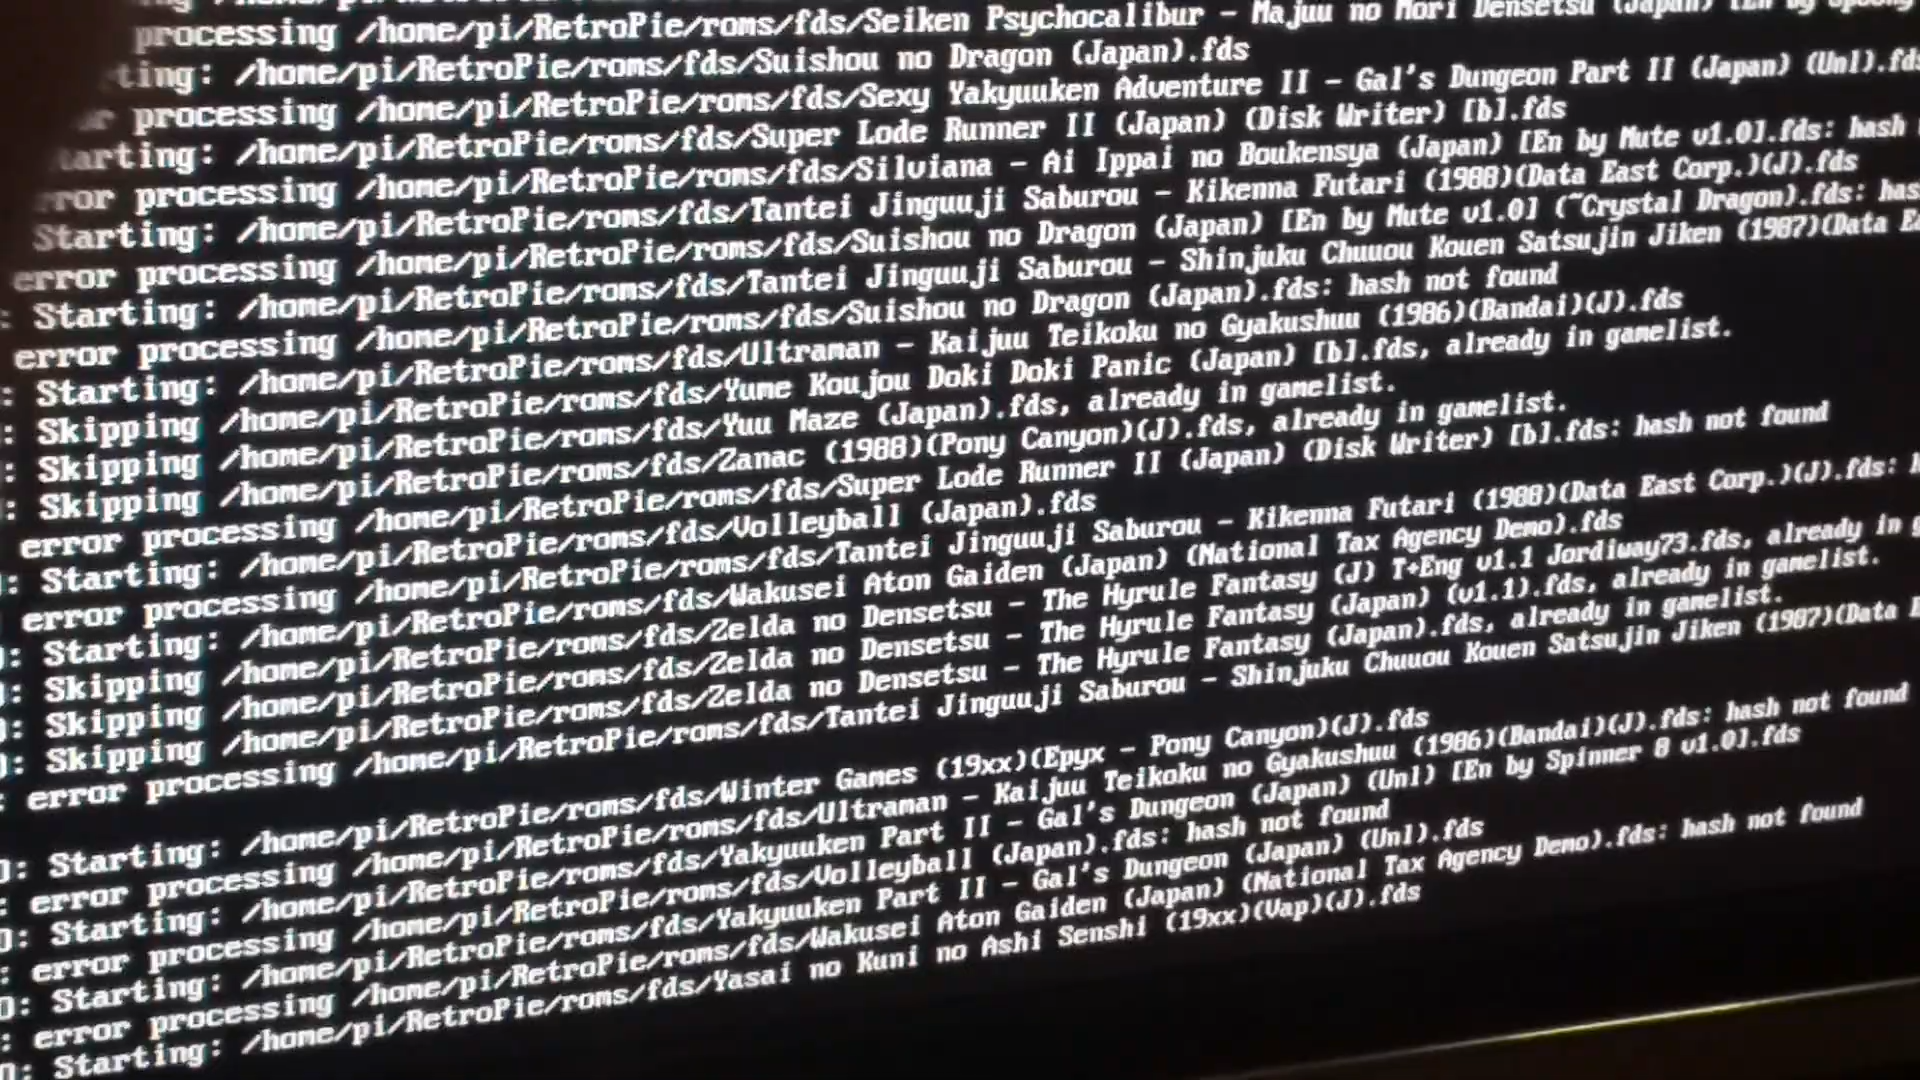 processing /home/pi/RetroPie/roms/fds/Seiken Psychocalibur - Majuu no Mori Densetsu (Japan) [En by
ting: /home/pi/RetroPie/roms/fds/Suishou no Dragon (Japan).fds
processing /home/pi/RetroPie/roms/fds/Sexy Yakyuuken Adventure II - Gal's Dungeon Part II (Japan) (Unl).fds
arting: /home/pi/RetroPie/roms/fds/Super Lode Runner II (Japan) (Disk Writer) [b].fds
rror processing /home/pi/RetroPie/roms/fds/Silviana - Ai Ippai no Boukensya (Japan) [En by Mute v1.0].fds: hash
Starting: /home/pi/RetroPie/roms/fds/Tantei Jinguuji Saburou - Kikenna Futari (1988)(Data East Corp.)(J).fds
error processing /home/pi/RetroPie/roms/fds/Suishou no Dragon (Japan) [En by Mute v1.0] (~Crystal Dragon).fds: has
: Starting: /home/pi/RetroPie/roms/fds/Tantei Jinguuji Saburou - Shinjuku Chuuou Kouen Satsujin Jiken (1987)(Data Ea
error processing /home/pi/RetroPie/roms/fds/Suishou no Dragon (Japan).fds: hash not found
: Starting: /home/pi/RetroPie/roms/fds/Ultraman - Kaijuu Teikoku no Gyakushuu (1986)(Bandai)(J).fds
: Skipping /home/pi/RetroPie/roms/fds/Yume Koujou Doki Doki Panic (Japan) [b].fds, already in gamelist.
: Skipping /home/pi/RetroPie/roms/fds/Yuu Maze (Japan).fds, already in gamelist.
: Skipping /home/pi/RetroPie/roms/fds/Zanac (1988)(Pony Canyon)(J).fds, already in gamelist.
error processing /home/pi/RetroPie/roms/fds/Super Lode Runner II (Japan) (Disk Writer) [b].fds: hash not found
: Starting: /home/pi/RetroPie/roms/fds/Volleyball (Japan).fds
error processing /home/pi/RetroPie/roms/fds/Tantei Jinguuji Saburou - Kikenna Futari (1988)(Data East Corp.)(J).fds:
: Starting: /home/pi/RetroPie/roms/fds/Wakusei Aton Gaiden (Japan) (National Tax Agency Demo).fds
: Skipping /home/pi/RetroPie/roms/fds/Zelda no Densetsu - The Hyrule Fantasy (J) T+Eng v1.1 Jordiway73.fds, already in g
: Skipping /home/pi/RetroPie/roms/fds/Zelda no Densetsu - The Hyrule Fantasy (Japan) (v1.1).fds, already in gamelist.
: Skipping /home/pi/RetroPie/roms/fds/Zelda no Densetsu - The Hyrule Fantasy (Japan).fds, already in gamelist.
: error processing /home/pi/RetroPie/roms/fds/Tantei Jinguuji Saburou - Shinjuku Chuuou Kouen Satsujin Jiken (1987)(Data
: Starting: /home/pi/RetroPie/roms/fds/Winter Games (19xx)(Epyx - Pony Canyon)(J).fds
: error processing /home/pi/RetroPie/roms/fds/Ultraman - Kaijuu Teikoku no Gyakushuu (1986)(Bandai)(J).fds: hash not found
0: Starting: /home/pi/RetroPie/roms/fds/Yakyuuken Part II - Gal's Dungeon (Japan) (Unl) [En by Spinner 8 v1.0].fds
: error processing /home/pi/RetroPie/roms/fds/Volleyball (Japan).fds: hash not found
0: Starting: /home/pi/RetroPie/roms/fds/Yakyuuken Part II - Gal's Dungeon (Japan) (Unl).fds
: error processing /home/pi/RetroPie/roms/fds/Wakusei Aton Gaiden (Japan) (National Tax Agency Demo).fds: hash not found
0: Starting: /home/pi/RetroPie/roms/fds/Yasai no Kuni no Ashi Senshi (19xx)(Vap)(J).fds